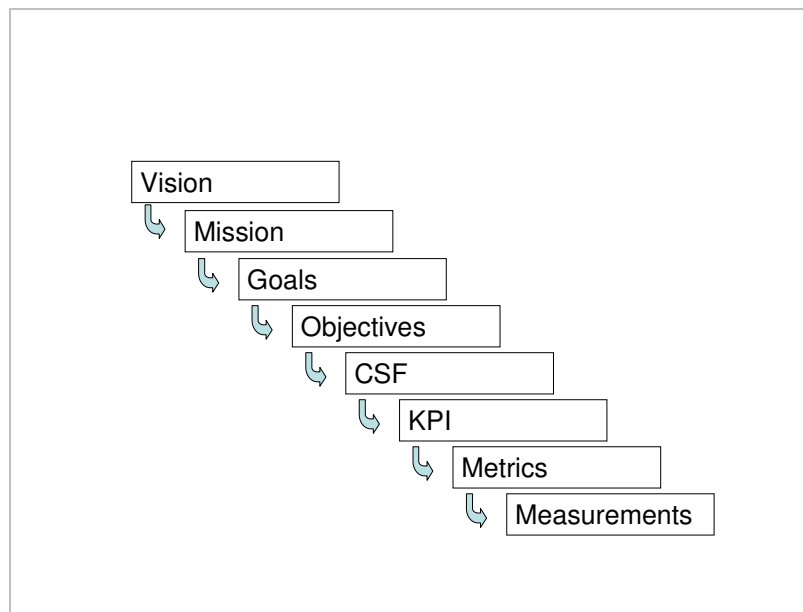 Vision
Mission
Goals
Objectives
CSF
KPI
Metrics
Measurements